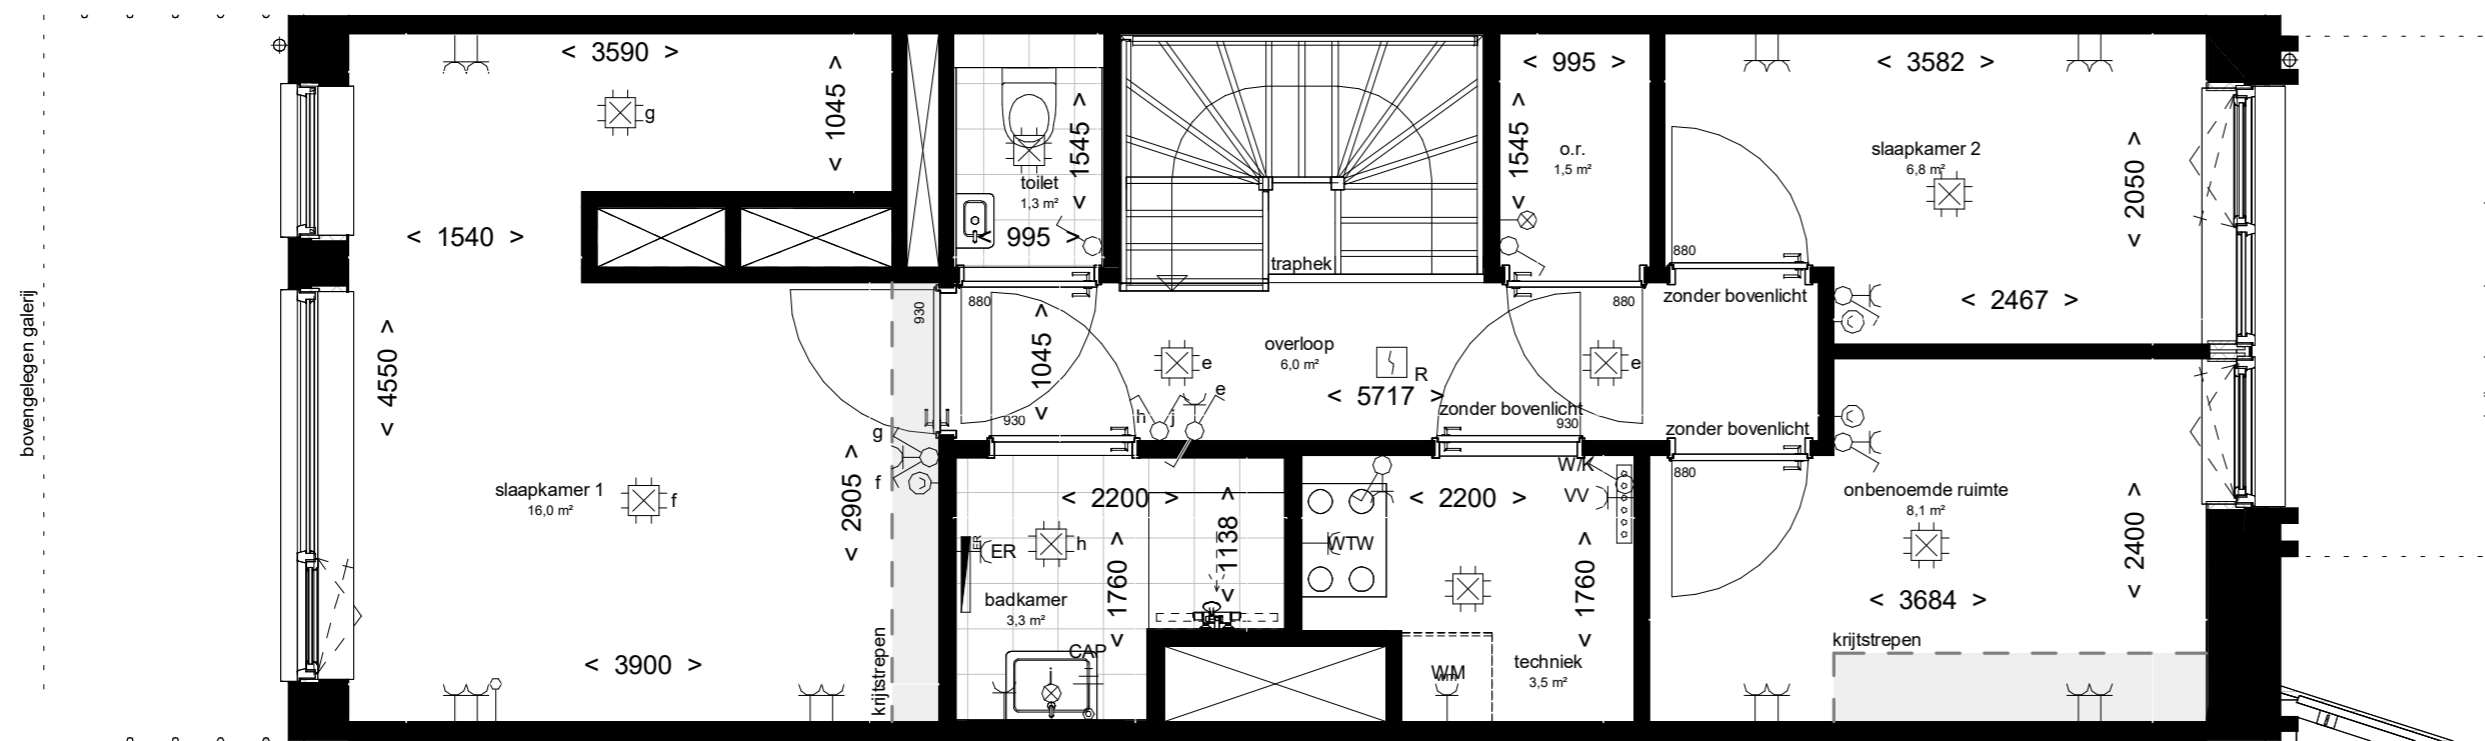 bovengelegen galerij
< 3590 >
< 1045 >
g
< 1540 >
< 4550 >
930
< 2905 >
g
f
slaapkamer 1
16,0 m²
f
< 3900 >
krijtstrepen
< 1545 >
toilet
1,3 m²
< 995 >
880
< 1045 >
930
traphek
overloop
6,0 m²
e
e
h
j
R
< 5717 >
< 995 >
< 1545 >
o.r.
1,5 m²
880
e
zonder bovenlicht
930
zonder bovenlicht
zonder bovenlicht
880
880
< 3582 >
slaapkamer 2
6,8 m²
< 2050 >
< 2467 >
< 2200 >
< 1138 >
ER
ER
h
< 1760 >
badkamer
3,3 m²
CAP
j
< 2200 >
W/K
VV
WTW
< 1760 >
WM
techniek
3,5 m²
onbenoemde ruimte
8,1 m²
< 2400 >
< 3684 >
krijtstrepen